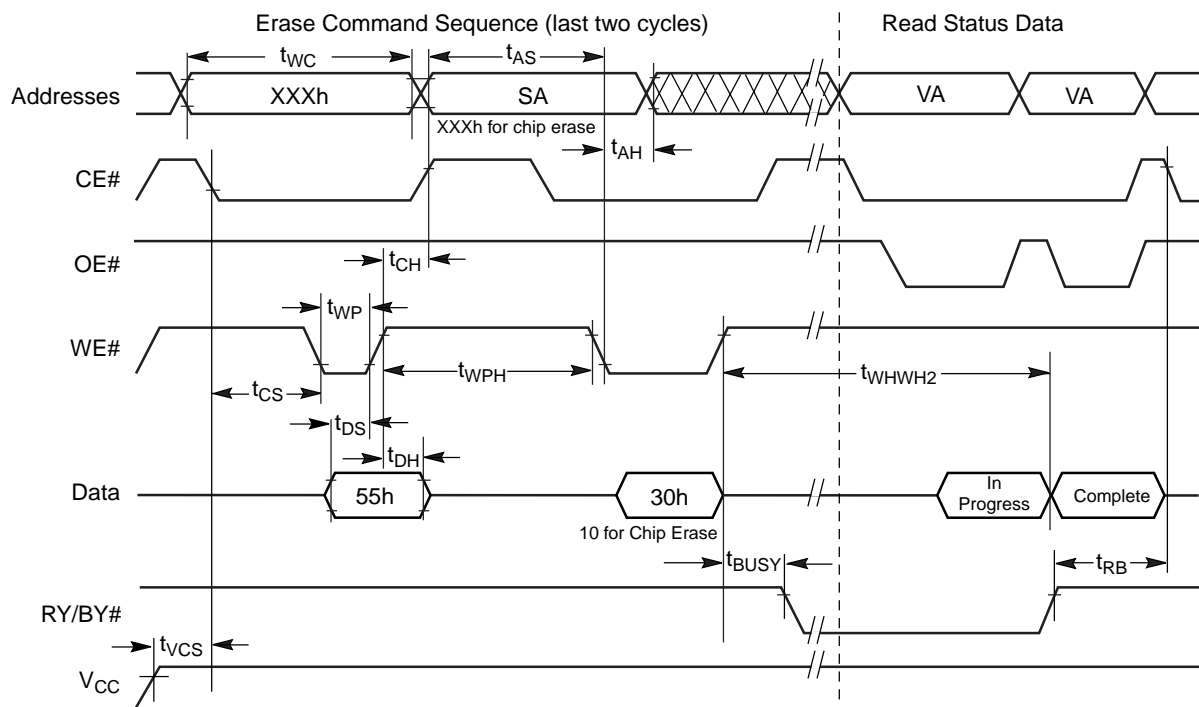 Erase Command Sequence (last two cycles)
Read Status Data
tWC
tAS
Addresses
XXXh
SA
VA
VA
XXXh for chip erase
tAH
CE#
OE#
tCH
tWP
WE#
tWPH
tWHWH2
tCS
tDS
tDH
Data
55h
30h
In
Progress
Complete
10 for Chip Erase
tBUSY
tRB
RY/BY#
tVCS
VCC